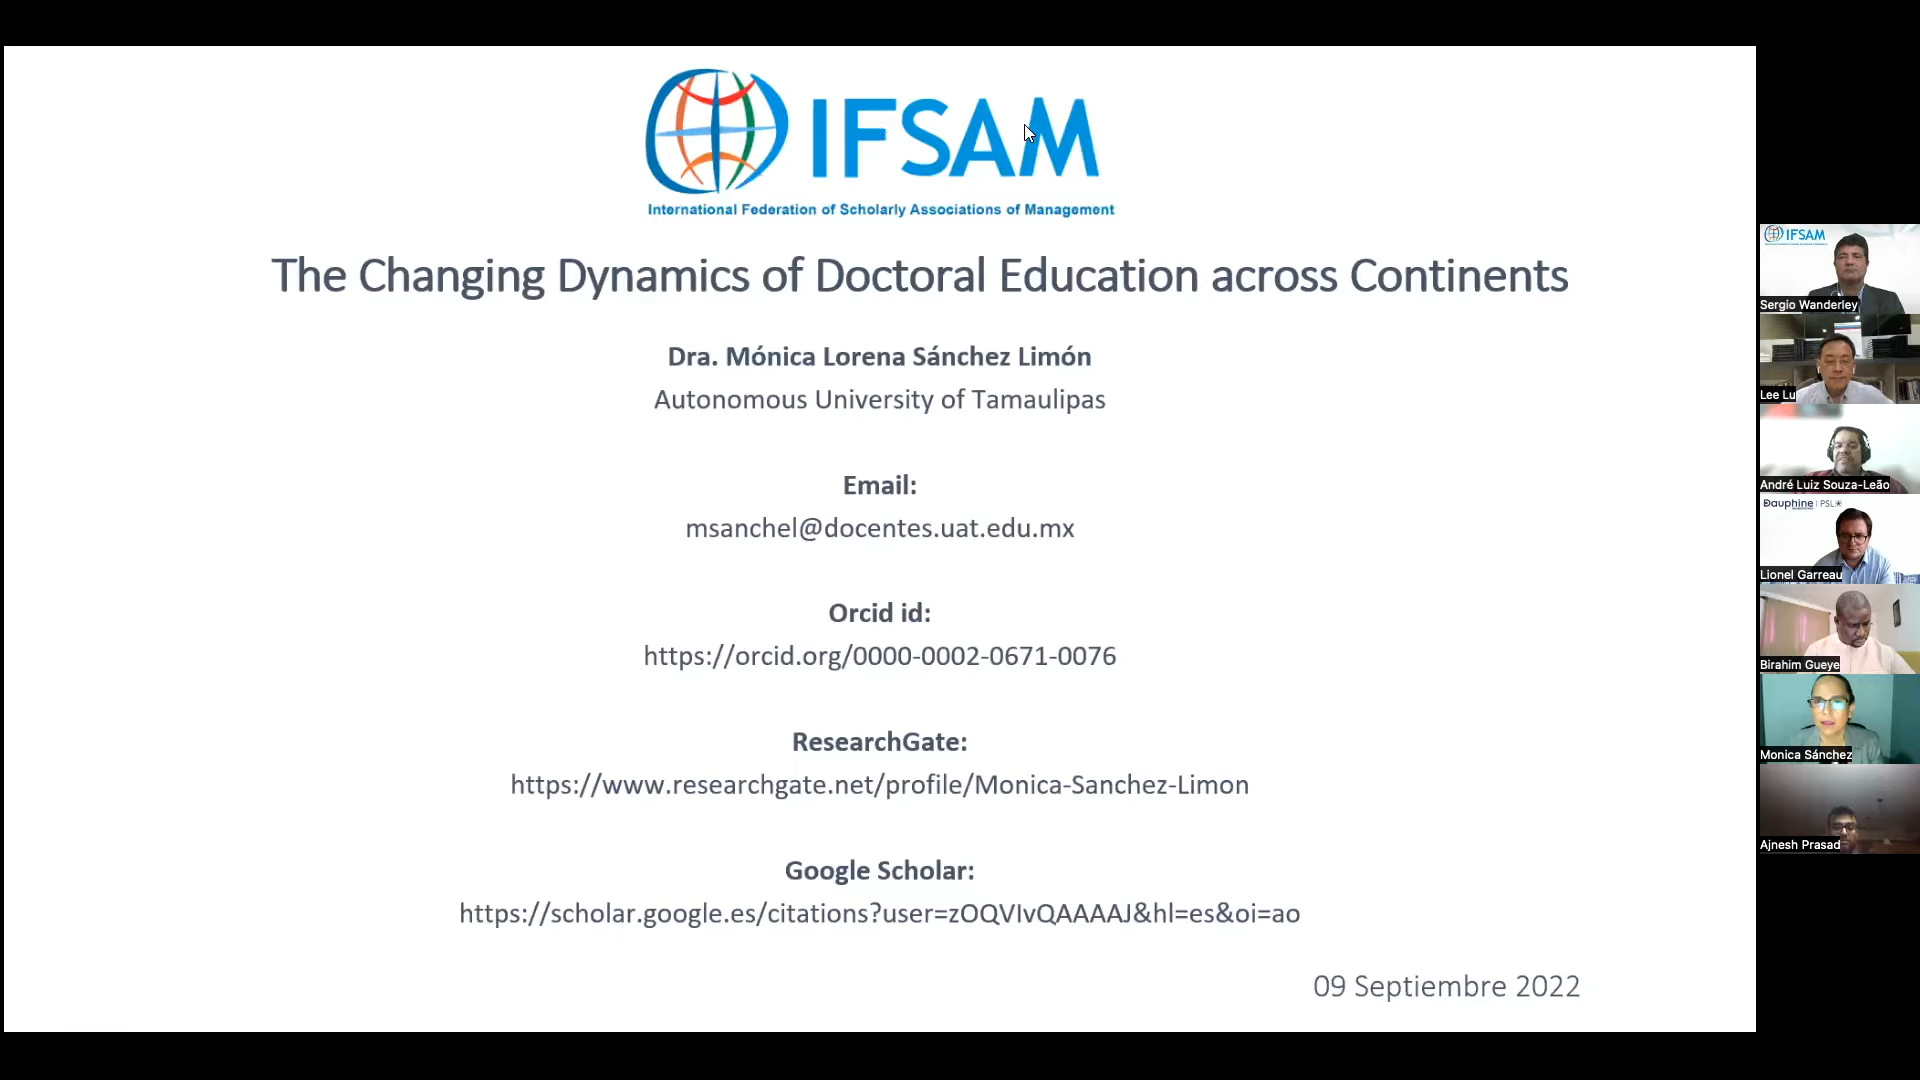 IFSAM
International Federation of Scholarly Associations of Management
The Changing Dynamics of Doctoral Education across Continents
Dra. Mónica Lorena Sánchez Limón
Autonomous University of Tamaulipas
Email:
msanchel@docentes.uat.edu.mx
Orcid id:
https://orcid.org/0000-0002-0671-0076
ResearchGate:
https://www.researchgate.net/profile/Monica-Sanchez-Limon
Google Scholar:
https://scholar.google.es/citations?user=zOQVIvQAAAAJ&hl=es&oi=ao
09 Septiembre 2022
IFSAM
Sergio Wanderley
Lee Lu
André Luiz Souza-Leão
Dauphine | PSL
Lionel Garreau
Birahim Gueye
Monica Sánchez
Ajnesh Prasad